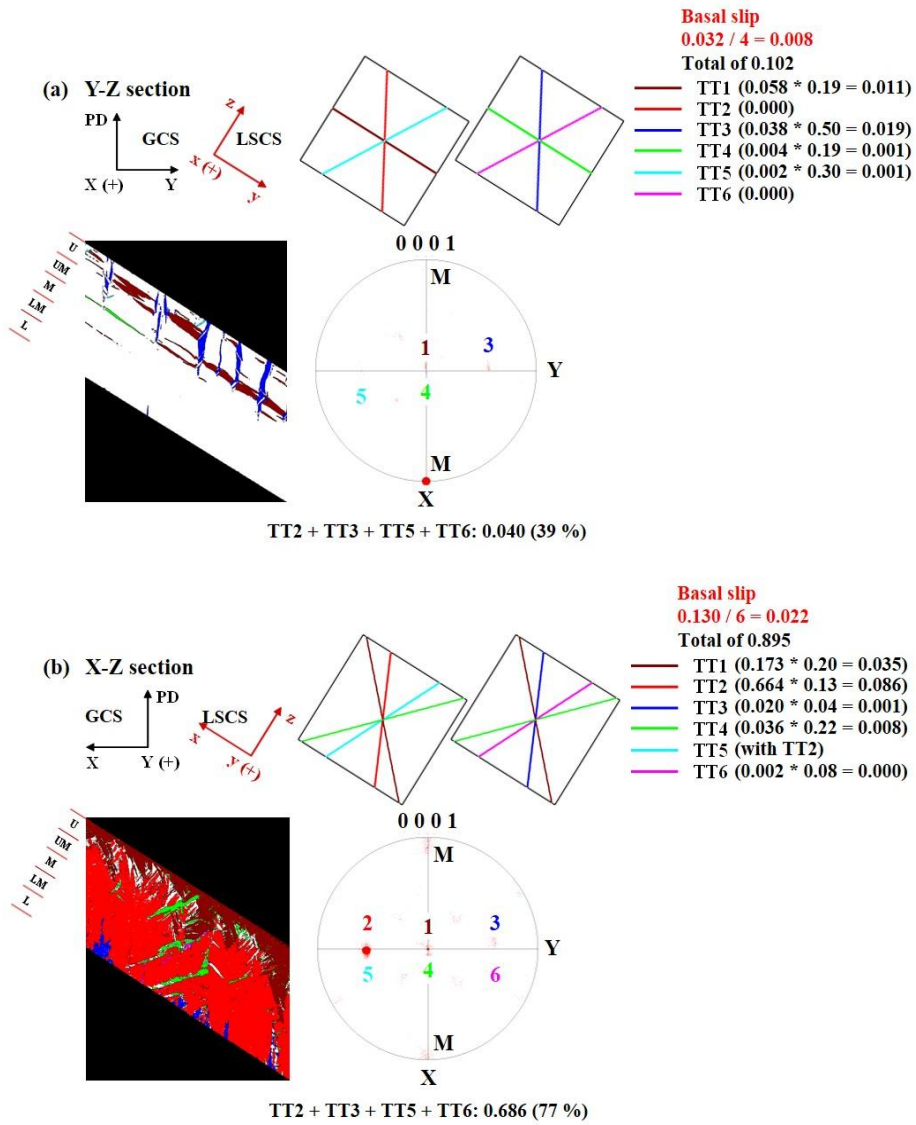 Basal slip
0.032 / 4 = 0.008
Total of 0.102
(a) Y-Z section
TT1 (0.058 * 0.19 = 0.011)
TT2 (0.000)
TT3 (0.038 * 0.50 = 0.019)
TT4 (0.004 * 0.19 = 0.001)
TT5 (0.002 * 0.30 = 0.001)
TT6 (0.000)
PD
GCS
X (+)
Y
z
LSCS
x (+)
y
U
UM
M
LM
L
0 0 0 1
M
1
3
Y
5
4
M
X
TT2 + TT3 + TT5 + TT6: 0.040 (39 %)
Basal slip
0.130 / 6 = 0.022
Total of 0.895
(b) X-Z section
TT1 (0.173 * 0.20 = 0.035)
TT2 (0.664 * 0.13 = 0.086)
TT3 (0.020 * 0.04 = 0.001)
TT4 (0.036 * 0.22 = 0.008)
TT5 (with TT2)
TT6 (0.002 * 0.08 = 0.000)
PD
GCS
X
Y (+)
LSCS
x
z
y (+)
U
UM
M
LM
L
0 0 0 1
M
2
1
3
Y
5
4
6
M
X
TT2 + TT3 + TT5 + TT6: 0.686 (77 %)